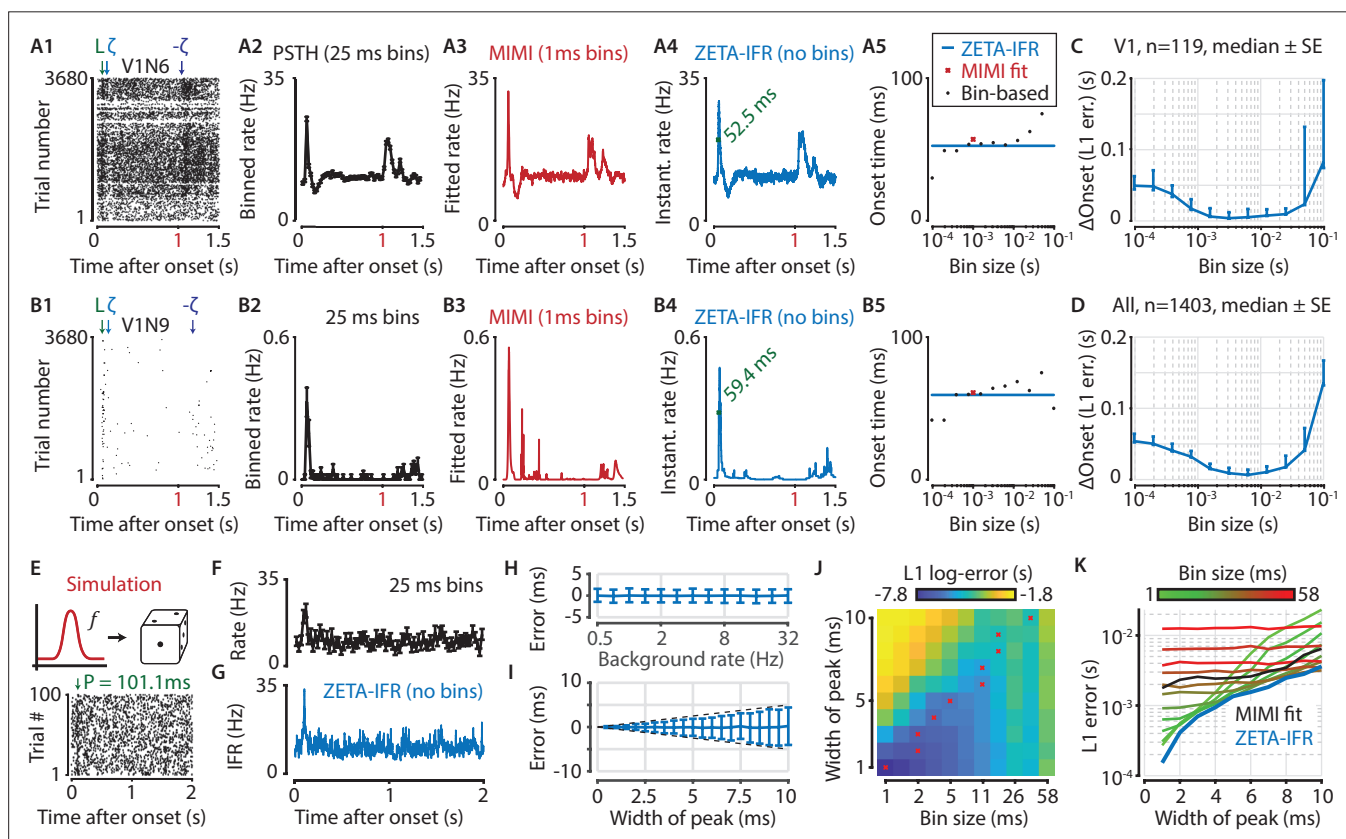 A1
L ζ -ζ
V1N6
3680
Trial number
1
0 1 1.5
Time after onset (s)
A2 PSTH (25 ms bins)
35
Binned rate (Hz)
0
0 1 1.5
Time after onset (s)
A3 MIMI (1ms bins)
35
Fitted rate (Hz)
0
0 1 1.5
Time after onset (s)
A4 ZETA-IFR (no bins)
35
Instant. rate (Hz)
52.5 ms
0
0 1 1.5
Time after onset (s)
A5
ZETA-IFR
MIMI fit
Bin-based
100
Onset time (ms)
0
10-4 10-3 10-2 10-1
Bin size (s)
C V1, n=119, median ± SE
0.2
0.15
0.1
0.05
0
ΔOnset (L1 err.) (s)
10-4 10-3 10-2 10-1
Bin size (s)
B1
L ζ -ζ
V1N9
3680
Trial number
1
0 1 1.5
Time after onset (s)
B2 25 ms bins
0.6
Binned rate (Hz)
0
0 1 1.5
Time after onset (s)
B3 MIMI (1ms bins)
0.6
Fitted rate (Hz)
0
0 1 1.5
Time after onset (s)
B4 ZETA-IFR (no bins)
0.6
Instant. rate (Hz)
59.4 ms
0
0 1 1.5
Time after onset (s)
B5
100
Onset time (ms)
0
10-4 10-3 10-2 10-1
Bin size (s)
D All, n=1403, median ± SE
0.2
0.15
0.1
0.05
0
ΔOnset (L1 err.) (s)
10-4 10-3 10-2 10-1
Bin size (s)
E
Simulation
f
P = 101.1ms
100
Trial #
1
0 1 2
Time after onset (s)
F 25 ms bins
35
Rate (Hz)
0
G ZETA-IFR (no bins)
35
IFR (Hz)
0
0 2
Time after onset (s)
H
5
0
-5
Error (ms)
0.5 2 8 32
Background rate (Hz)
I
10
0
-10
Error (ms)
0 2.5 5 7.5 10
Width of peak (ms)
J L1 log-error (s)
-7.8 -1.8
10
5
1
Width of peak (ms)
1 2 5 11 26 58
Bin size (ms)
K Bin size (ms)
1 58
10-2
10-3
10-4
L1 error (s)
MIMI fit
ZETA-IFR
0 2 4 6 8 10
Width of peak (ms)